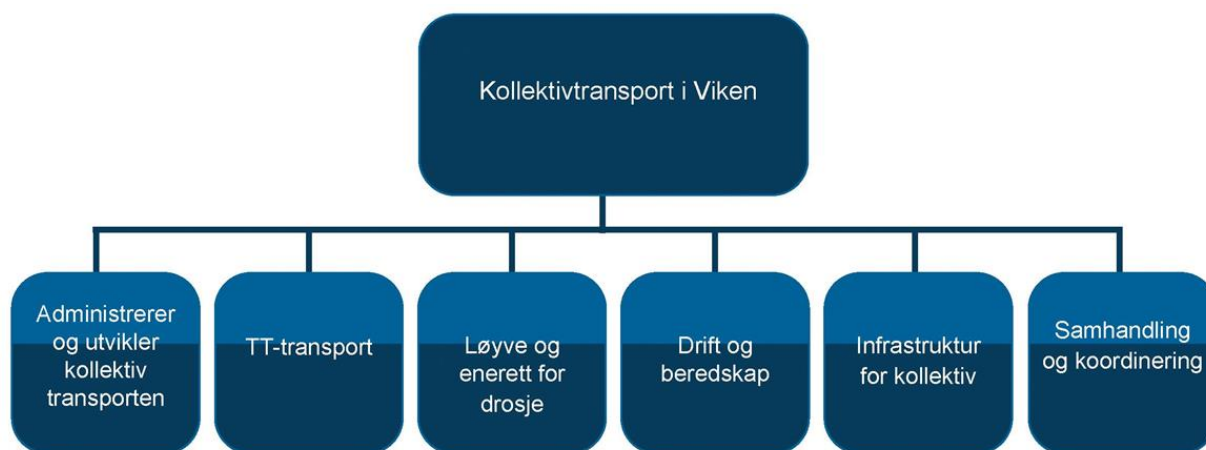 Kollektivtransport i Viken
Administrerer
og utvikler
kollektiv
transporten
TT-transport
Løyve og
enerett for
drosje
Drift og
beredskap
Infrastruktur
for kollektiv
Samhandling
og koordinering